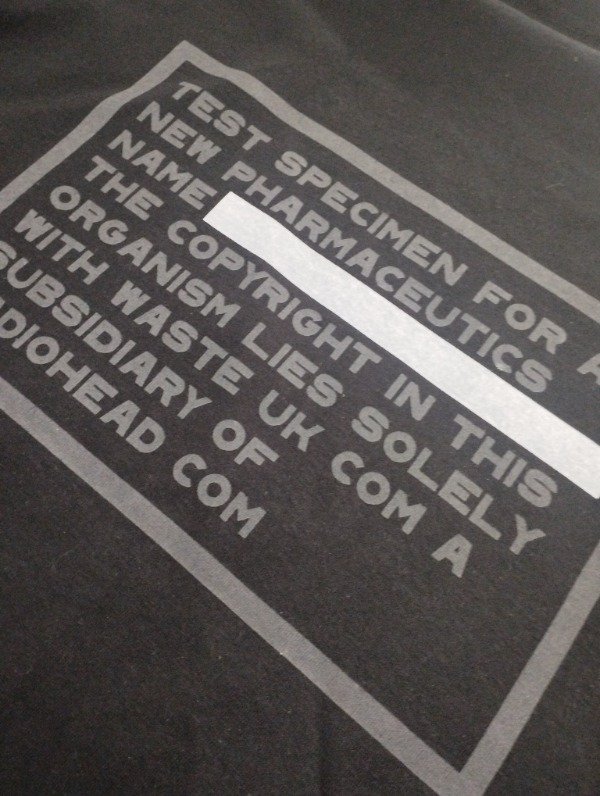 TEST SPECIMEN FOR A
NEW PHARMACEUTICS
NAME
THE COPYRIGHT IN THIS
ORGANISM LIES SOLELY
WITH WASTE UK COM A
SUBSIDIARY OF
ADIOHEAD COM